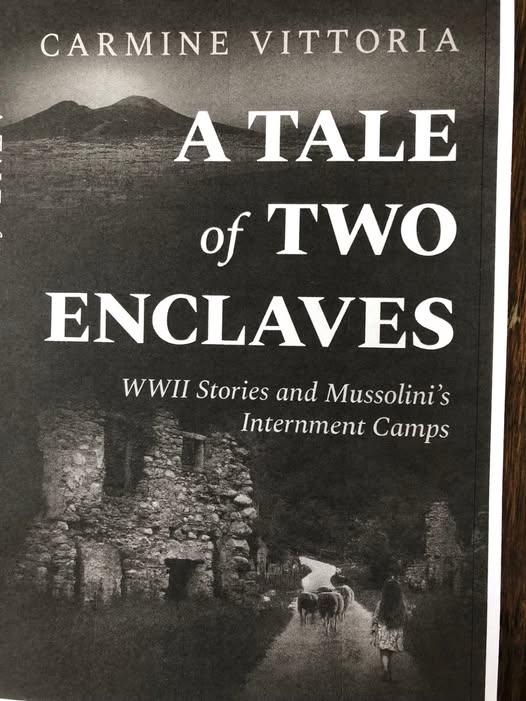 CARMINE VITTORIA
A TALE
of TWO
ENCLAVES
WWII Stories and Mussolini's
Internment Camps